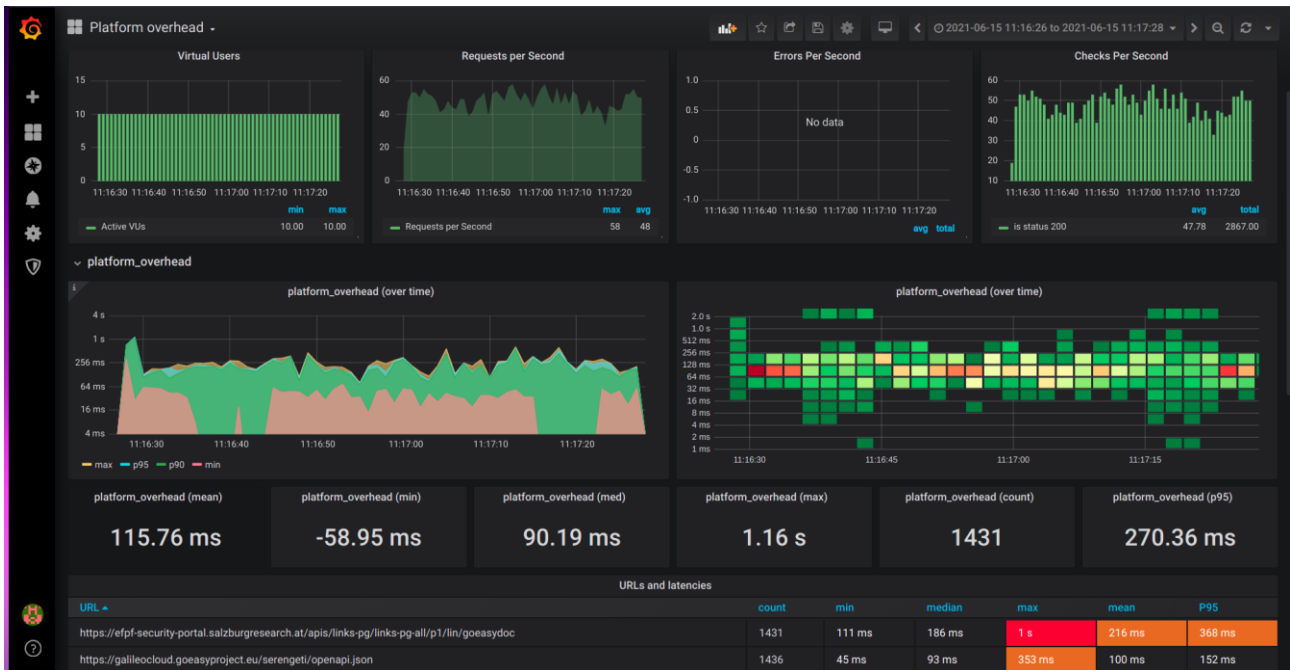 Platform overhead
2021-06-15 11:16:26 to 2021-06-15 11:17:28
Virtual Users
15
10
5
0
11:16:30 11:16:40 11:16:50 11:17:00 11:17:10 11:17:20
min max
Active VUs 10.00 10.00
Requests per Second
60
40
20
0
11:16:30 11:16:40 11:16:50 11:17:00 11:17:10 11:17:20
max avg
Requests per Second 58 48
Errors Per Second
1.0
0.5
0
-0.5
-1.0
No data
11:16:30 11:16:40 11:16:50 11:17:00 11:17:10 11:17:20
avg total
Checks Per Second
60
50
40
30
20
10
11:16:30 11:16:40 11:16:50 11:17:00 11:17:10 11:17:20
avg total
is status 200 47.78 2867.00
platform_overhead
i
platform_overhead (over time)
4 s
1 s
256 ms
64 ms
16 ms
4 ms
11:16:30 11:16:40 11:16:50 11:17:00 11:17:10 11:17:20
max p95 p90 min
platform_overhead (over time)
2.0 s
1.0 s
512 ms
256 ms
128 ms
64 ms
32 ms
16 ms
8 ms
4 ms
2 ms
1 ms
11:16:30 11:16:45 11:17:00 11:17:15
platform_overhead (mean)
115.76 ms
platform_overhead (min)
-58.95 ms
platform_overhead (med)
90.19 ms
platform_overhead (max)
1.16 s
platform_overhead (count)
1431
platform_overhead (p95)
270.36 ms
URLs and latencies
URL count min median max mean P95
https://efpf-security-portal.salzburgresearch.at/apis/links-pg/links-pg-all/p1/lin/goeasydoc 1431 111 ms 186 ms 1 s 216 ms 368 ms
https://galileocloud.goeasyproject.eu/serengeti/openapi.json 1436 45 ms 93 ms 353 ms 100 ms 152 ms